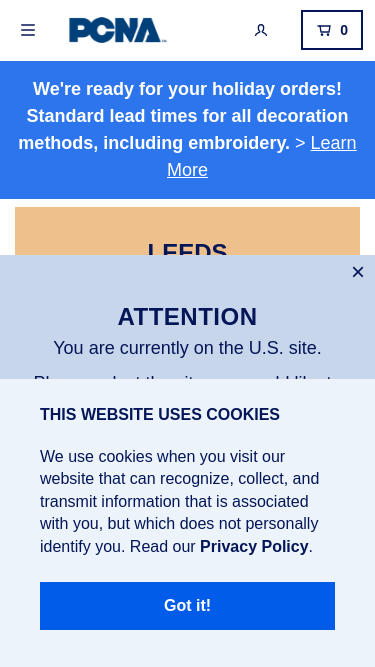 PCNA
0
We're ready for your holiday orders!
Standard lead times for all decoration
methods, including embroidery. > Learn
More
LEEDS
ATTENTION
You are currently on the U.S. site.
THIS WEBSITE USES COOKIES
We use cookies when you visit our
website that can recognize, collect, and
transmit information that is associated
with you, but which does not personally
identify you. Read our Privacy Policy.
Got it!